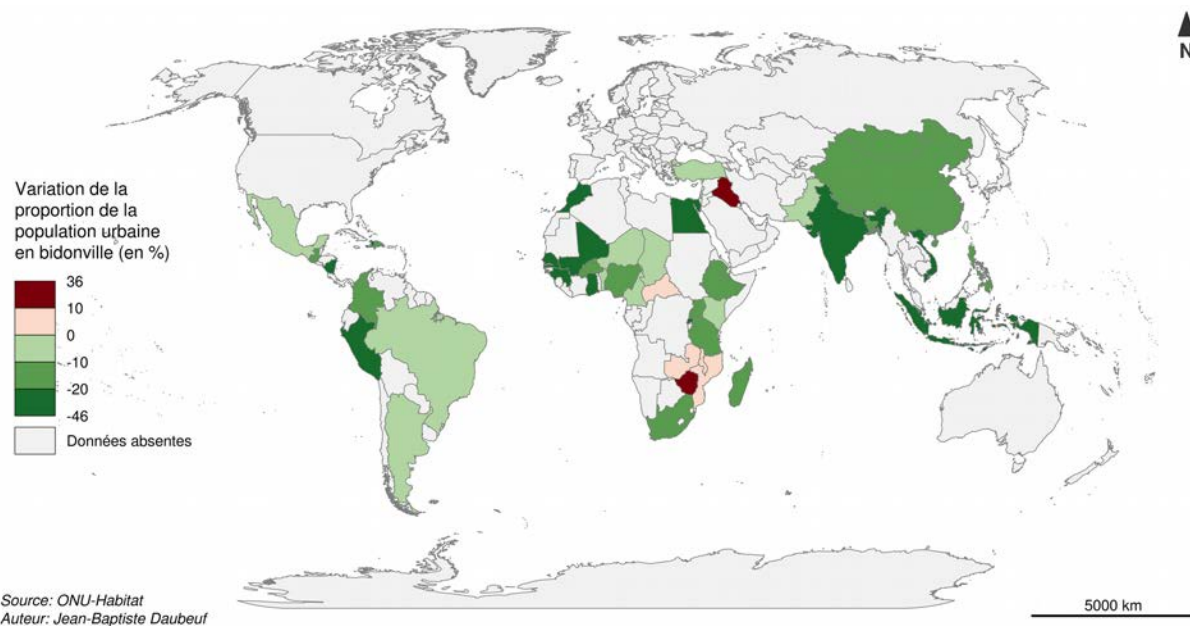 N
Variation de la
proportion de la
population urbaine
en bidonville (en %)
36
10
0
-10
-20
-46
Données absentes
Source: ONU-Habitat
Auteur: Jean-Baptiste Daubeuf
5000 km